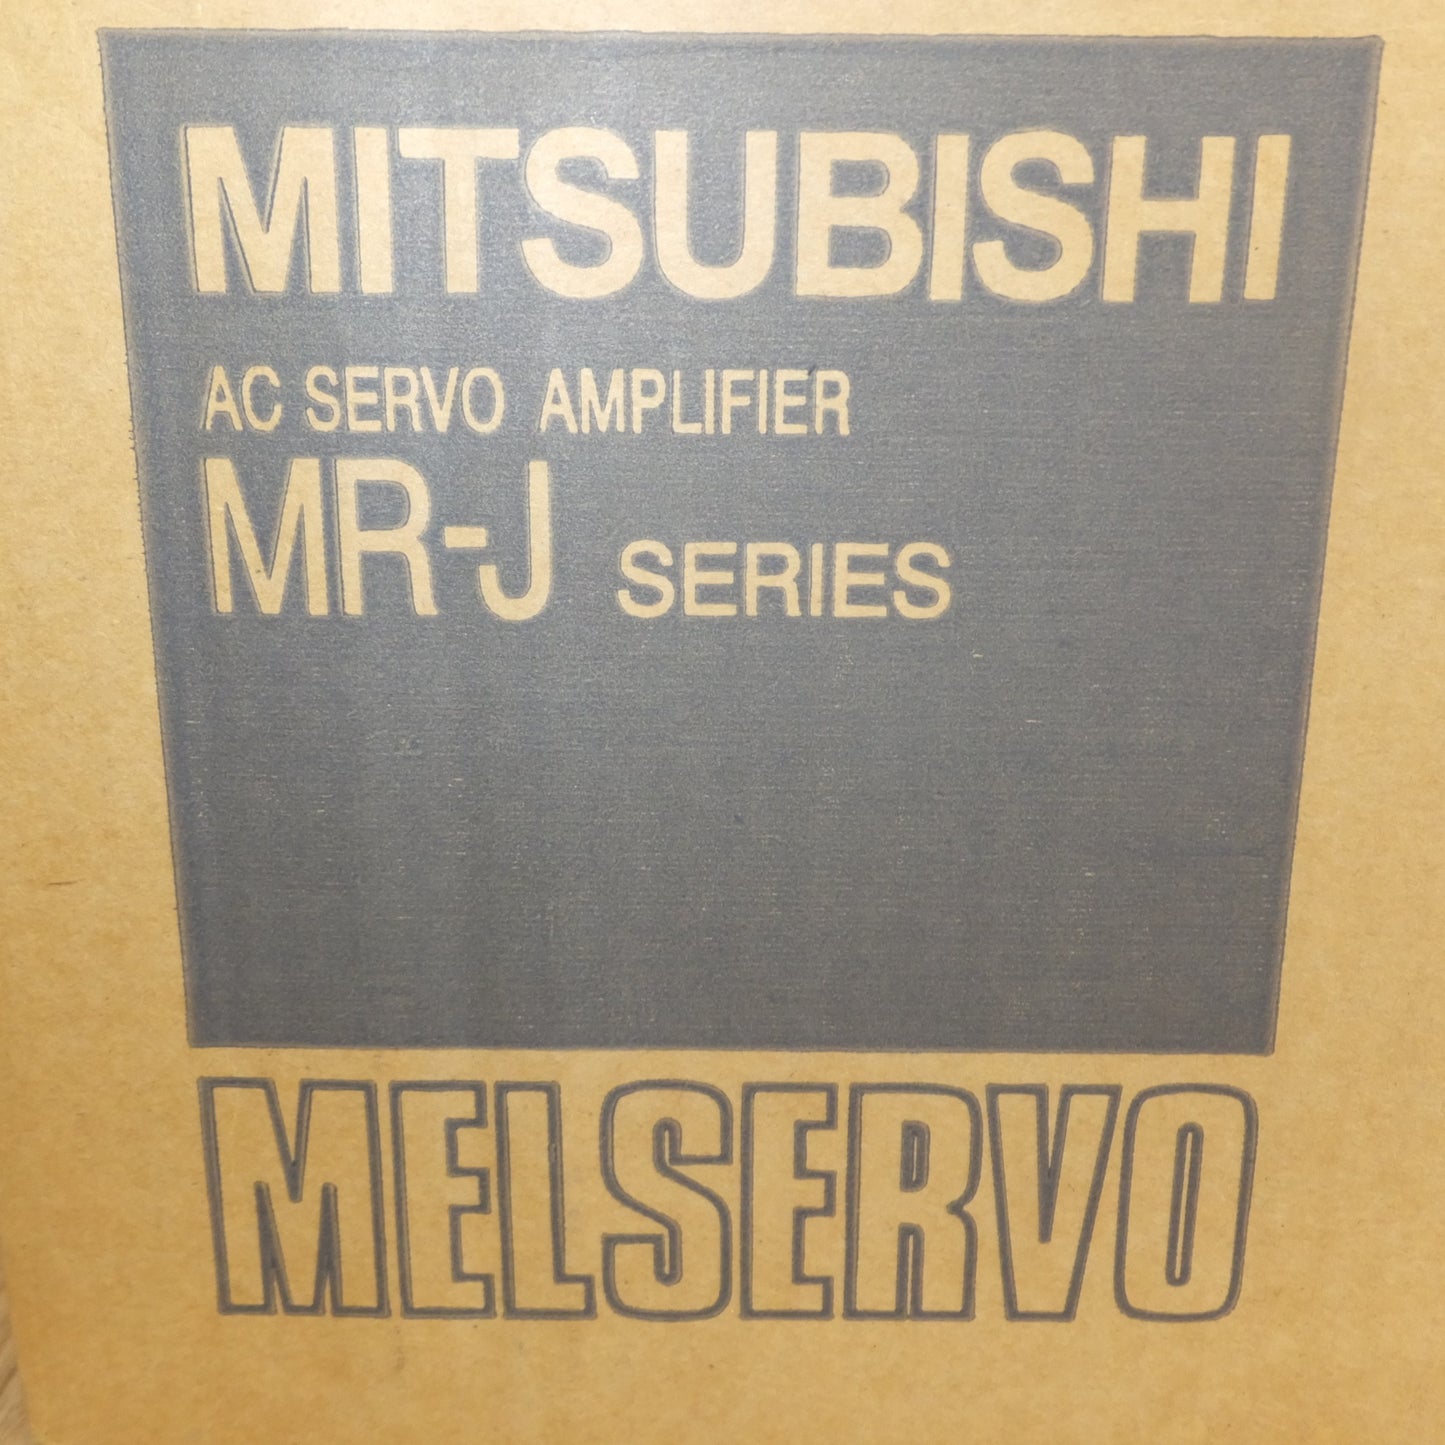 MITSUBISHI
AC SERVO AMPLIFIER
MR-J SERIES
MELSERVO